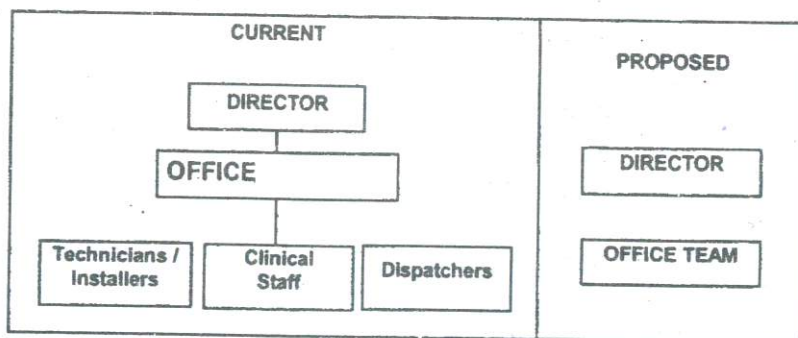 CURRENT
DIRECTOR
OFFICE
Technicians /
Installers
Clinical
Staff
Dispatchers
PROPOSED
DIRECTOR
OFFICE TEAM